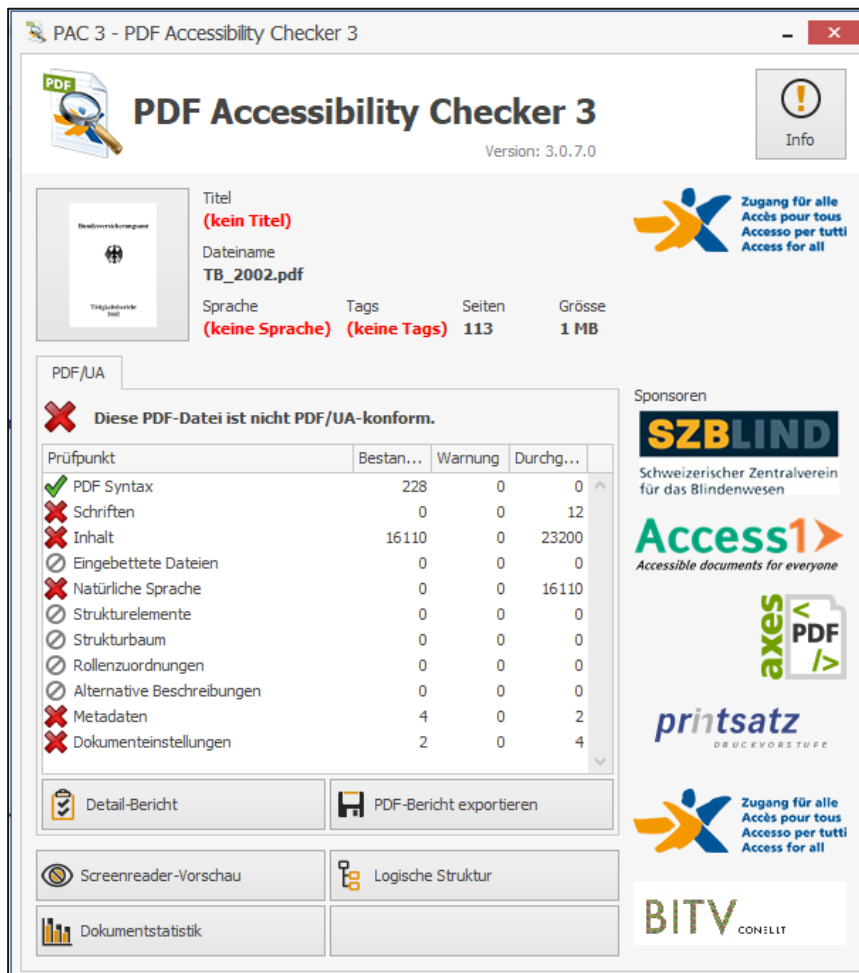 PAC 3 - PDF Accessibility Checker 3
PDF
PDF Accessibility Checker 3
Version: 3.0.7.0
Info
Bundesversicherungsamt
Tätigkeitsbericht
2002
Titel
(kein Titel)
Dateiname
TB_2002.pdf
Sprache Tags Seiten Grösse
(keine Sprache) (keine Tags) 113 1 MB
Zugang für alle
Accès pour tous
Accesso per tutti
Access for all
PDF/UA
Diese PDF-Datei ist nicht PDF/UA-konform.
Prüfpunkt Bestan... Warnung Durchg...
PDF Syntax 228 0 0
Schriften 0 0 12
Inhalt 16110 0 23200
Eingebettete Dateien 0 0 0
Natürliche Sprache 0 0 16110
Strukturelemente 0 0 0
Strukturbaum 0 0 0
Rollenzuordnungen 0 0 0
Alternative Beschreibungen 0 0 0
Metadaten 4 0 2
Dokumenteinstellungen 2 0 4
Detail-Bericht
PDF-Bericht exportieren
Screenreader-Vorschau
Logische Struktur
Dokumentstatistik
Sponsoren
SZBLIND
Schweizerischer Zentralverein
für das Blindenwesen
Access1
Accessible documents for everyone
axes
<
PDF
/>
printsatz
DRUCKVORSTUFE
Zugang für alle
Accès pour tous
Accesso per tutti
Access for all
BITV CONSULT